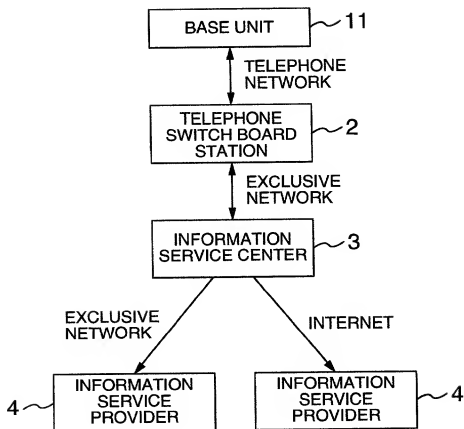 BASE UNIT
11
TELEPHONE
NETWORK
TELEPHONE
SWITCH BOARD
STATION
2
EXCLUSIVE
NETWORK
INFORMATION
SERVICE CENTER
3
EXCLUSIVE
NETWORK
INTERNET
4
INFORMATION
SERVICE
PROVIDER
INFORMATION
SERVICE
PROVIDER
4